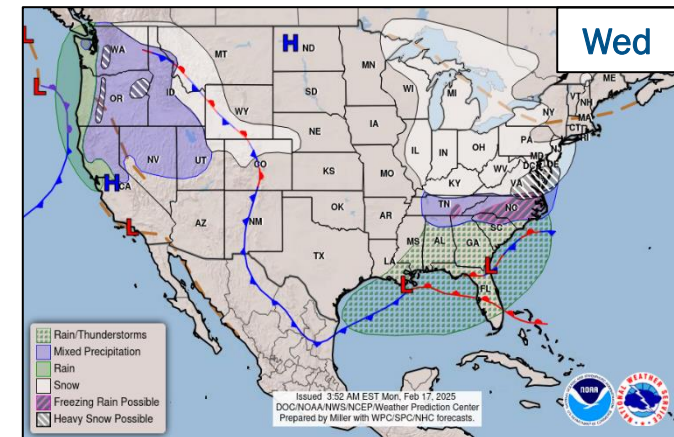 Wed
WA
MT
ND
H
MN
ME
L
L
OR
ID
SD
WI
MI
VT
NH
NY
MA
CT
RI
WY
IA
NE
PA
NJ
IL
IN
OH
MD
DE
DC
NV
UT
CO
WV
VA
H
CA
KS
MO
KY
L
AZ
NM
OK
AR
TN
NC
SC
TX
MS
AL
GA
LA
L
L
FL
Rain/Thunderstorms
Mixed Precipitation
Rain
Snow
Freezing Rain Possible
Heavy Snow Possible
Issued 3:52 AM EST Mon, Feb 17, 2025
DOC/NOAA/NWS/NCEP/Weather Prediction Center
Prepared by Miller with WPC/SPC/NHC forecasts.
NOAA